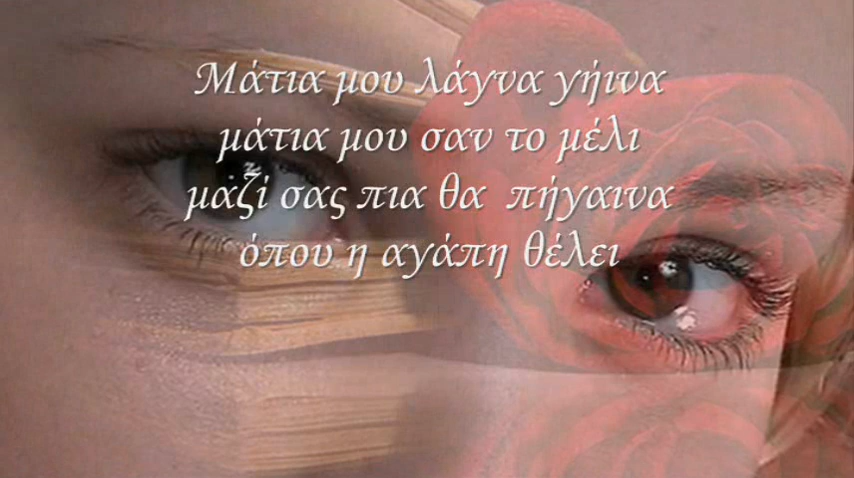 Μάτια μου λάγνα γήινα
μάτια μου σαν το μέλι
μαζί σας πια θα πήγαινα
όπου η αγάπη θέλει